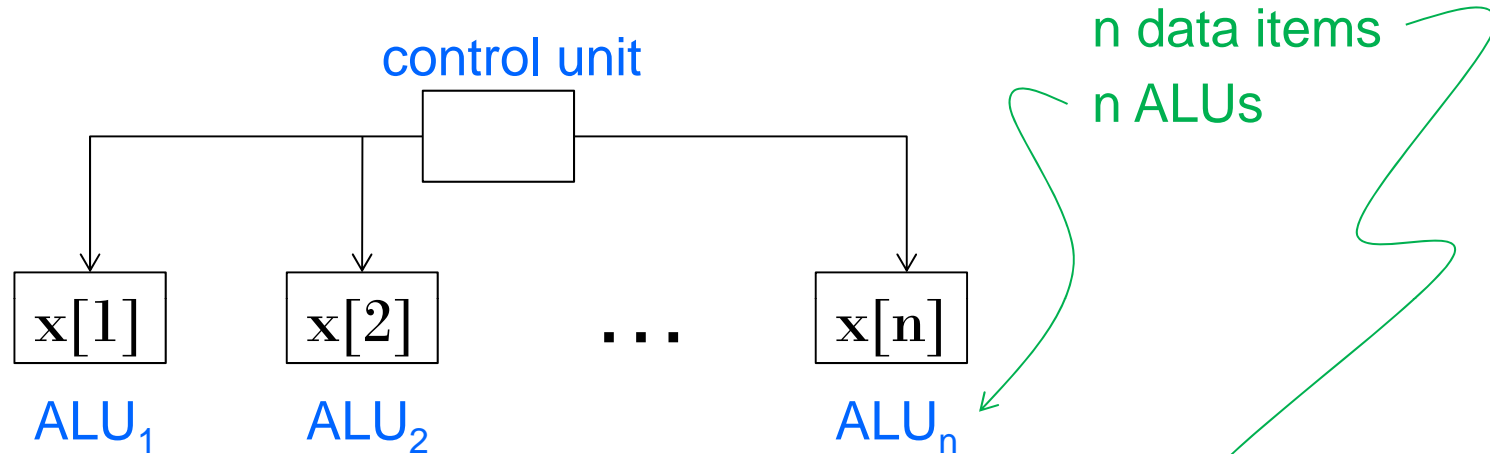 n data items
control unit
n ALUs
x[1] x[2] ... x[n]
ALU₁ ALU₂ ALUₙ